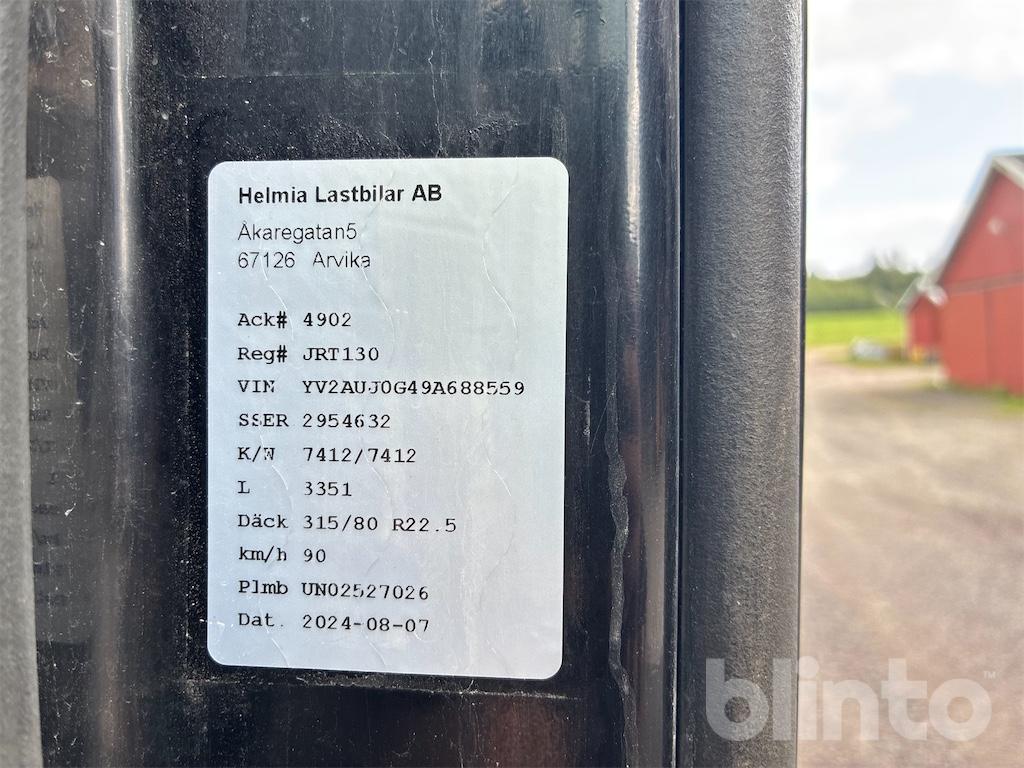 Helmia Lastbilar AB
Åkaregatan5
67126 Arvika
Ack# 4902
Reg# JRT130
VIN YV2AUJ0G49A688559
SSER 2954632
K/W 7412/7412
L 3351
Däck 315/80 R22.5
km/h 90
Plmb UN02527026
Dat. 2024-08-07
blinto™